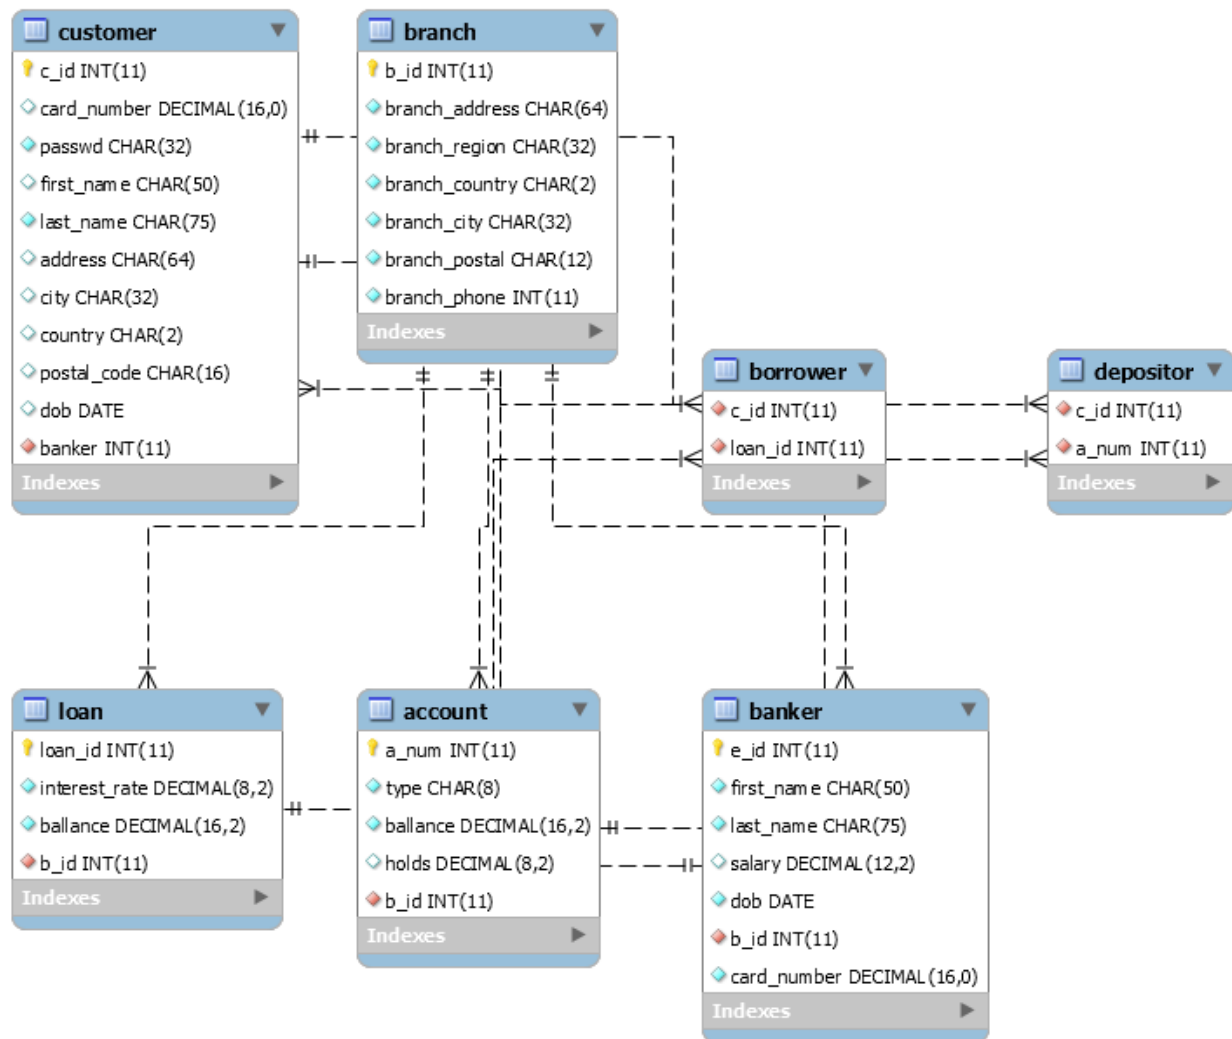 customer
c_id INT(11)
card_number DECIMAL(16,0)
passwd CHAR(32)
first_name CHAR(50)
last_name CHAR(75)
address CHAR(64)
city CHAR(32)
country CHAR(2)
postal_code CHAR(16)
dob DATE
banker INT(11)
Indexes
branch
b_id INT(11)
branch_address CHAR(64)
branch_region CHAR(32)
branch_country CHAR(2)
branch_city CHAR(32)
branch_postal CHAR(12)
branch_phone INT(11)
Indexes
borrower
c_id INT(11)
loan_id INT(11)
Indexes
depositor
c_id INT(11)
a_num INT(11)
Indexes
loan
loan_id INT(11)
interest_rate DECIMAL(8,2)
ballance DECIMAL(16,2)
b_id INT(11)
Indexes
account
a_num INT(11)
type CHAR(8)
ballance DECIMAL(16,2)
holds DECIMAL(8,2)
b_id INT(11)
Indexes
banker
e_id INT(11)
first_name CHAR(50)
last_name CHAR(75)
salary DECIMAL(12,2)
dob DATE
b_id INT(11)
card_number DECIMAL(16,0)
Indexes